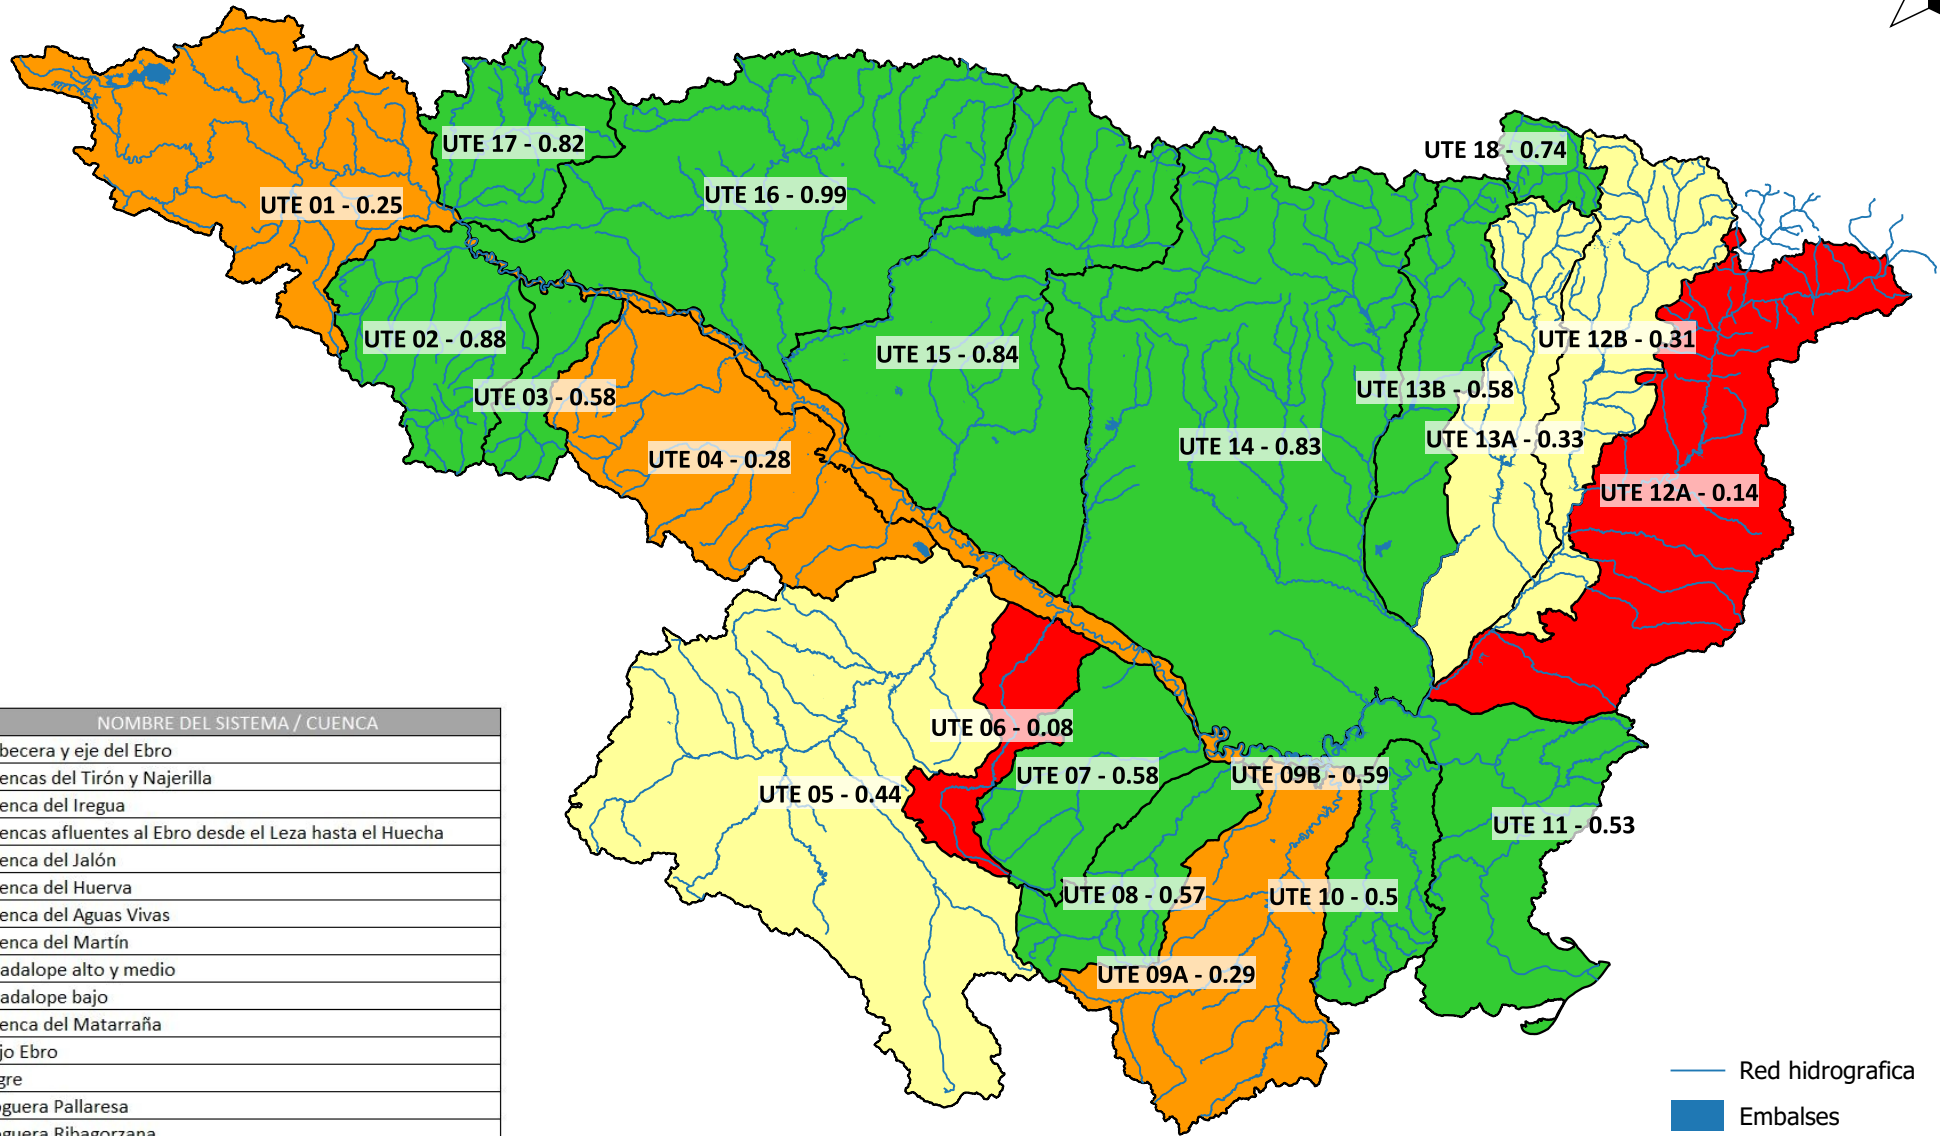 UTE 17 - 0.82
UTE 18 - 0.74
UTE 16 - 0.99
UTE 01 - 0.25
UTE 02 - 0.88
UTE 12B - 0.31
UTE 15 - 0.84
UTE 13B - 0.58
UTE 03 - 0.58
UTE 13A - 0.33
UTE 14 - 0.83
UTE 04 - 0.28
UTE 12A - 0.14
UTE 06 - 0.08
UTE 07 - 0.58
UTE 09B - 0.59
UTE 05 - 0.44
UTE 11 - 0.53
UTE 08 - 0.57
UTE 10 - 0.5
UTE 09A - 0.29
NOMBRE DEL SISTEMA / CUENCA
becera y eje del Ebro
encas del Tirón y Najerilla
enca del Iregua
encas afluentes al Ebro desde el Leza hasta el Huecha
enca del Jalón
enca del Huerva
enca del Aguas Vivas
enca del Martín
adalope alto y medio
adalope bajo
enca del Matarraña
jo Ebro
gre
guera Pallaresa
guera Ribagorzana
Red hidrografica
Embalses